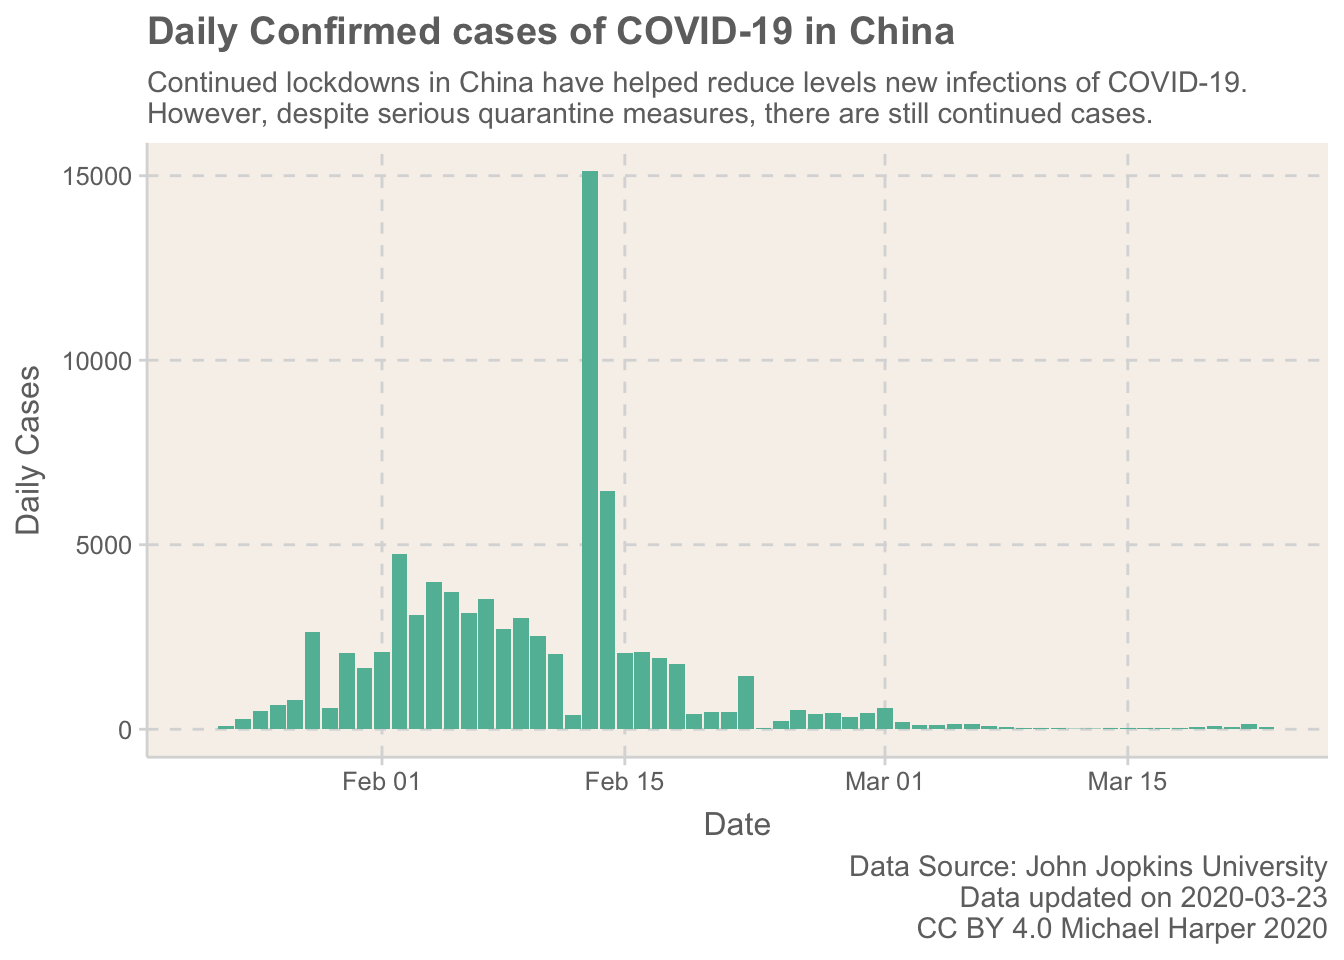 Daily Confirmed cases of COVID-19 in China
Continued lockdowns in China have helped reduce levels new infections of COVID-19.
However, despite serious quarantine measures, there are still continued cases.
15000
10000
5000
0
Daily Cases
Feb 01
Feb 15
Mar 01
Mar 15
Date
Data Source: John Jopkins University
Data updated on 2020-03-23
CC BY 4.0 Michael Harper 2020